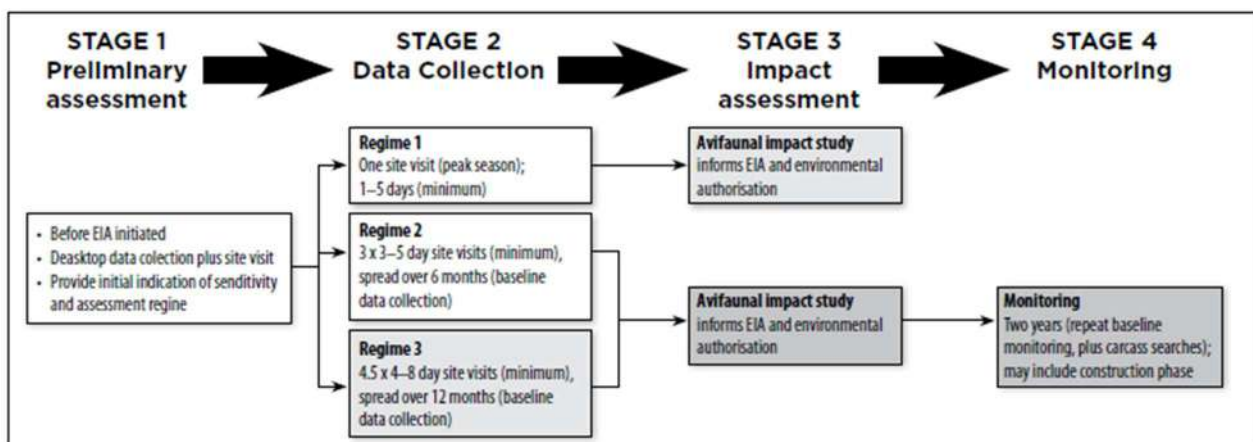 STAGE 1
Preliminary
assessment
STAGE 2
Data Collection
STAGE 3
Impact
assessment
STAGE 4
Monitoring
• Before EIA initiated
• Deasktop data colection plus site visit
• Provide initial indication of senditivity
and assessment regine
Regime 1
One site visit (peak season);
1–5 days (minimum)
Regime 2
3 x 3–5 day site visits (minimum),
spread over 6 months (baseline
data collection)
Regime 3
4.5 x 4–8 day site visits (minimum),
spread over 12 months (baseline
data collection)
Avifaunal impact study
informs EIA and environmental
authorisation
Avifaunal impact study
informs EIA and environmental
authorisation
Monitoring
Two years (repeat baseline
monitoring, plus carcass searches);
may include construction phase